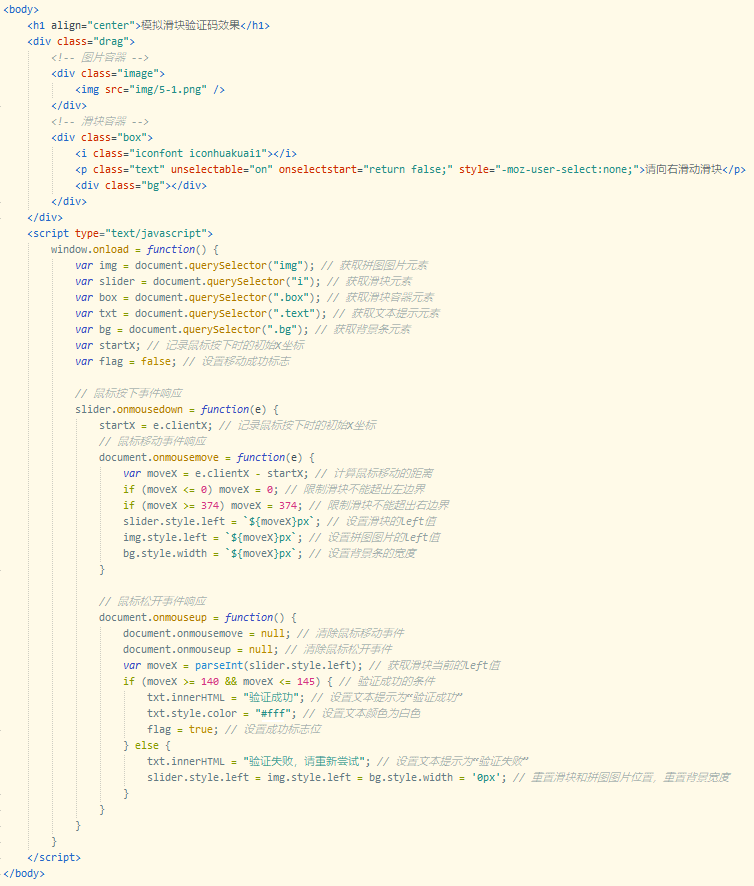 <body>
<h1 align="center">模拟滑块验证码效果</h1>
<div class="drag">
<!-- 图片容器 -->
<div class="image">
<img src="img/5-1.png" />
</div>
<!-- 滑块容器 -->
<div class="box">
<i class="iconfont iconhuakuai1"></i>
<p class="text" unselectable="on" onselectstart="return false;" style="-moz-user-select:none;">请向右滑动滑块</p>
<div class="bg"></div>
</div>
</div>
<script type="text/javascript">
window.onload = function() {
var img = document.querySelector("img"); // 获取拼图图片元素
var slider = document.querySelector("i"); // 获取滑块元素
var box = document.querySelector(".box"); // 获取滑块容器元素
var txt = document.querySelector(".text"); // 获取文本提示元素
var bg = document.querySelector(".bg"); // 获取背景条元素
var startX; // 记录鼠标按下时的初始X坐标
var flag = false; // 设置移动成功标志
// 鼠标按下事件响应
slider.onmousedown = function(e) {
startX = e.clientX; // 记录鼠标按下时的初始X坐标
// 鼠标移动事件响应
document.onmousemove = function(e) {
var moveX = e.clientX - startX; // 计算鼠标移动的距离
if (moveX <= 0) moveX = 0; // 限制滑块不能超出左边界
if (moveX >= 374) moveX = 374; // 限制滑块不能超出右边界
slider.style.left = `${moveX}px`; // 设置滑块的left值
img.style.left = `${moveX}px`; // 设置拼图图片的left值
bg.style.width = `${moveX}px`; // 设置背景条的宽度
}
// 鼠标松开事件响应
document.onmouseup = function() {
document.onmousemove = null; // 清除鼠标移动事件
document.onmouseup = null; // 清除鼠标松开事件
var moveX = parseInt(slider.style.left); // 获取滑块当前的left值
if (moveX >= 140 && moveX <= 145) { // 验证成功的条件
txt.innerHTML = "验证成功"; // 设置文本提示为“验证成功”
txt.style.color = "#fff"; // 设置文本颜色为白色
flag = true; // 设置成功标志位
} else {
txt.innerHTML = "验证失败，请重新尝试"; // 设置文本提示为“验证失败”
slider.style.left = img.style.left = bg.style.width = '0px'; // 重置滑块和拼图图片位置，重置背景宽度
}
}
}
}
</script>
</body>